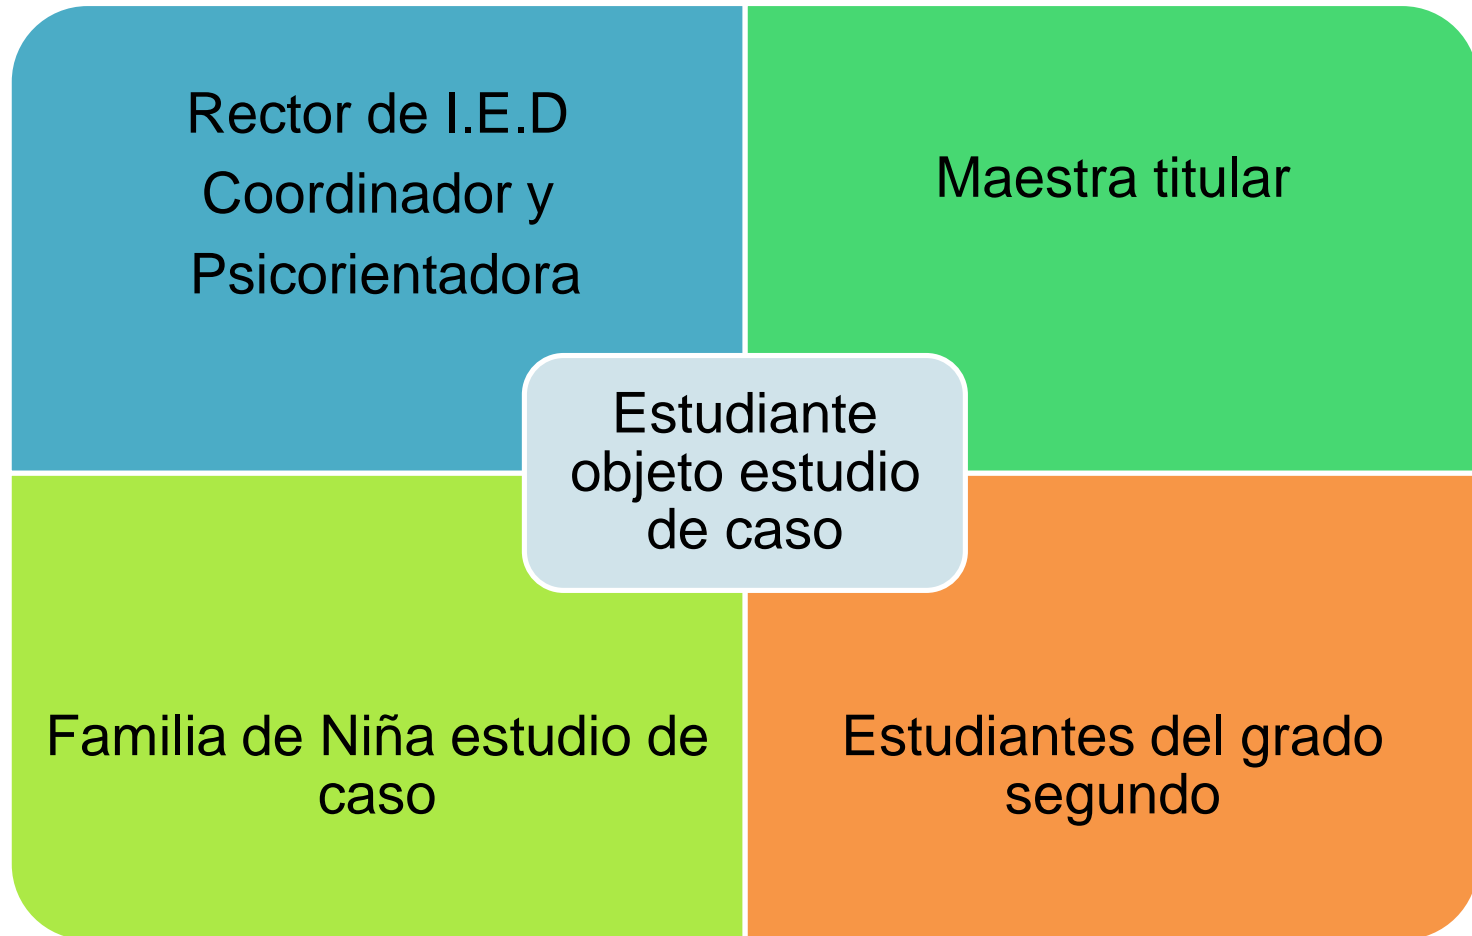 Rector de I.E.D
Coordinador y
Psicorientadora
Maestra titular
Estudiante
objeto estudio
de caso
Familia de Niña estudio de
caso
Estudiantes del grado
segundo